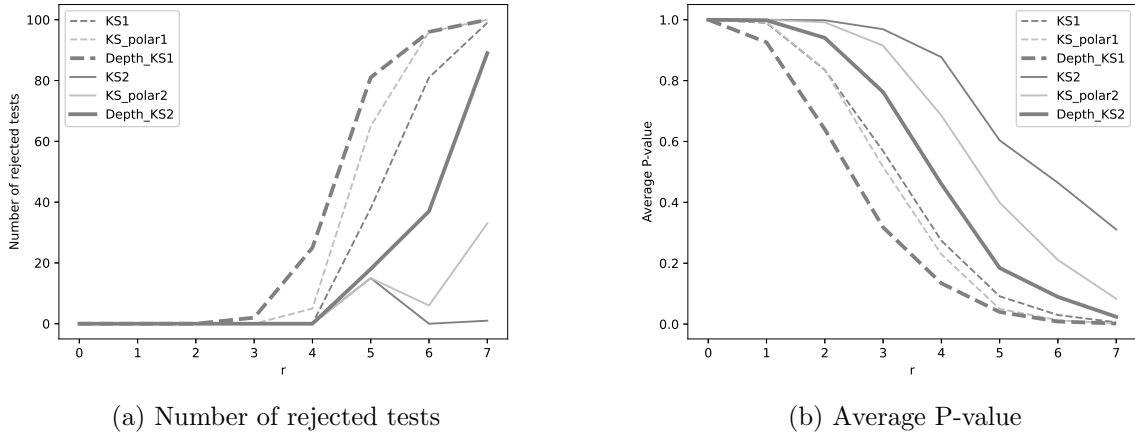 KS1
KS_polar1
Depth_KS1
KS2
KS_polar2
Depth_KS2
Number of rejected tests
100
80
60
40
20
0
0 1 2 3 4 5 6 7
r
(a) Number of rejected tests
KS1
KS_polar1
Depth_KS1
KS2
KS_polar2
Depth_KS2
Average P-value
1.0
0.8
0.6
0.4
0.2
0.0
0 1 2 3 4 5 6 7
r
(b) Average P-value